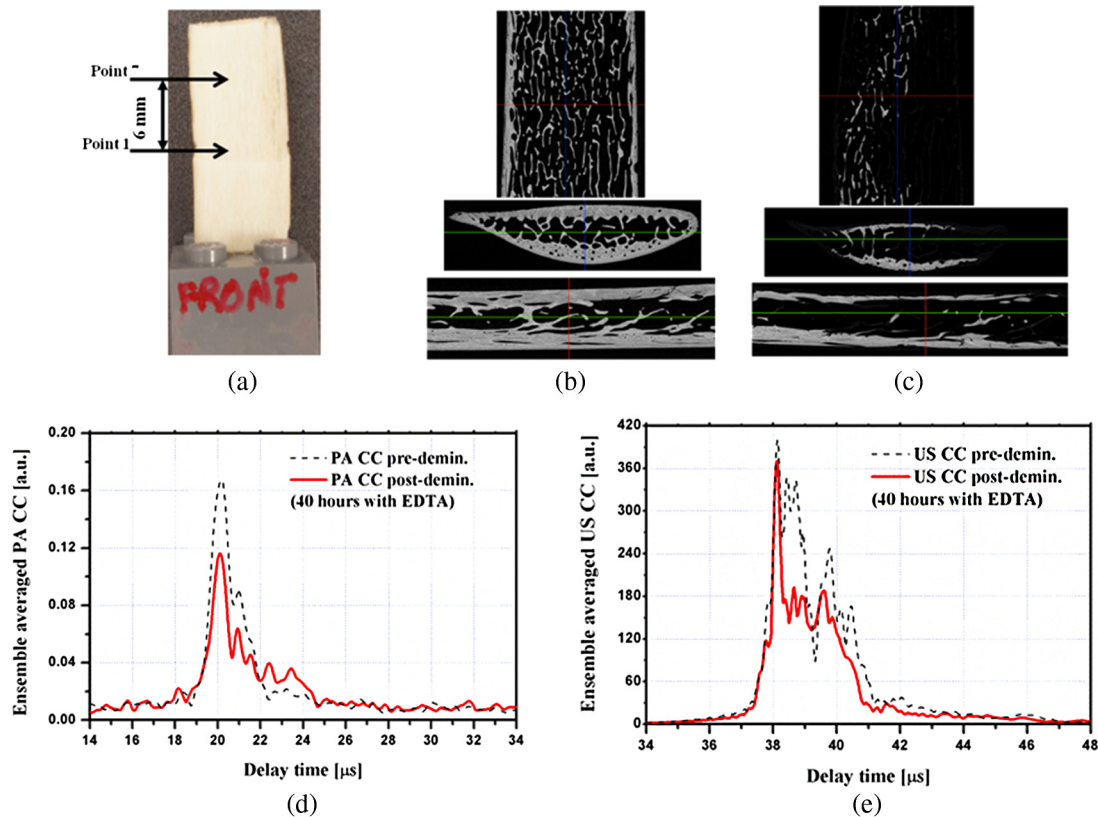 Point
6 mm
Point 1
FRONT
(a)
(b)
(c)
Ensemble averaged PA CC [a.u.]
0.20
0.16
0.12
0.08
0.04
0.00
PA CC pre-demin.
PA CC post-demin.
(40 hours with EDTA)
14 16 18 20 22 24 26 28 30 32 34
Delay time [μs]
(d)
Ensemble averaged US CC [a.u.]
420
360
300
240
180
120
60
0
US CC pre-demin.
US CC post-demin.
(40 hours with EDTA)
34 36 38 40 42 44 46 48
Delay time [μs]
(e)